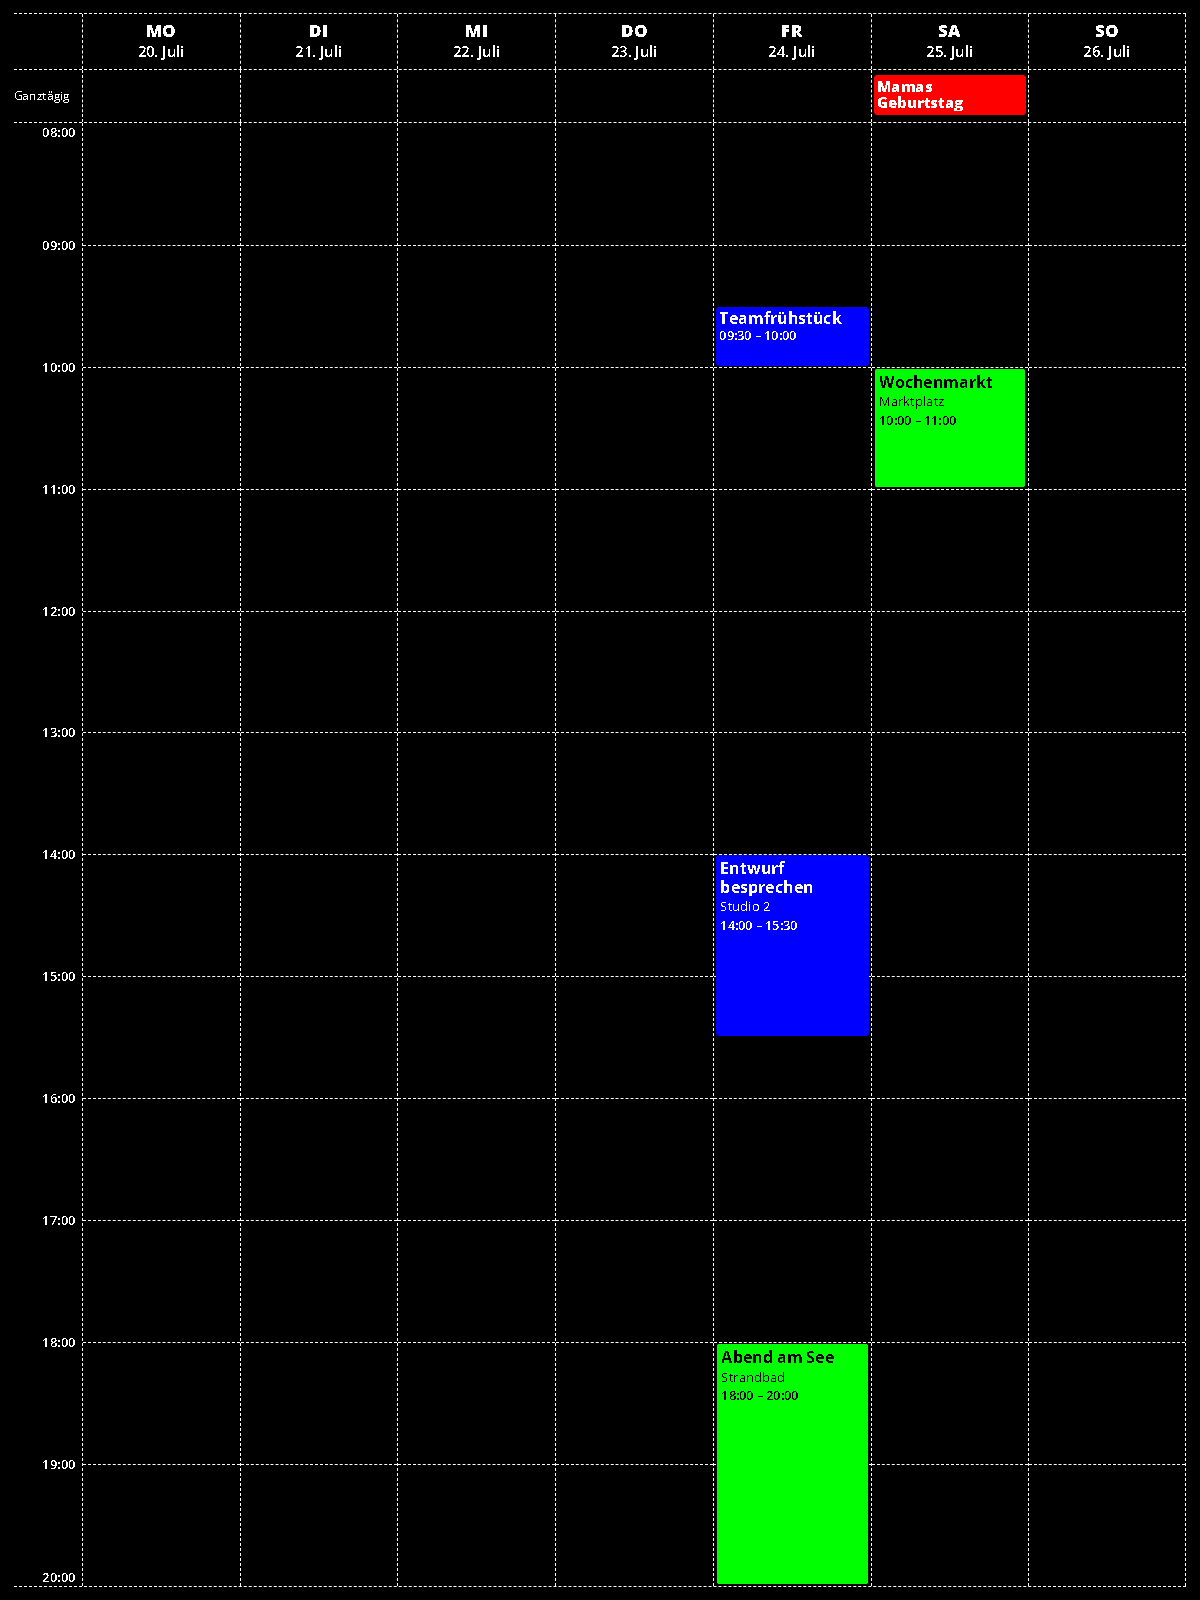 MO
20. Juli
DI
21. Juli
MI
22. Juli
DO
23. Juli
FR
24. Juli
SA
25. Juli
SO
26. Juli
Ganztägig
Mamas
Geburtstag
08:00
09:00
Teamfrühstück
09:30 – 10:00
10:00
Wochenmarkt
Marktplatz
10:00 – 11:00
11:00
12:00
13:00
14:00
Entwurf
besprechen
Studio 2
14:00 – 15:30
15:00
16:00
17:00
18:00
Abend am See
Strandbad
18:00 – 20:00
19:00
20:00